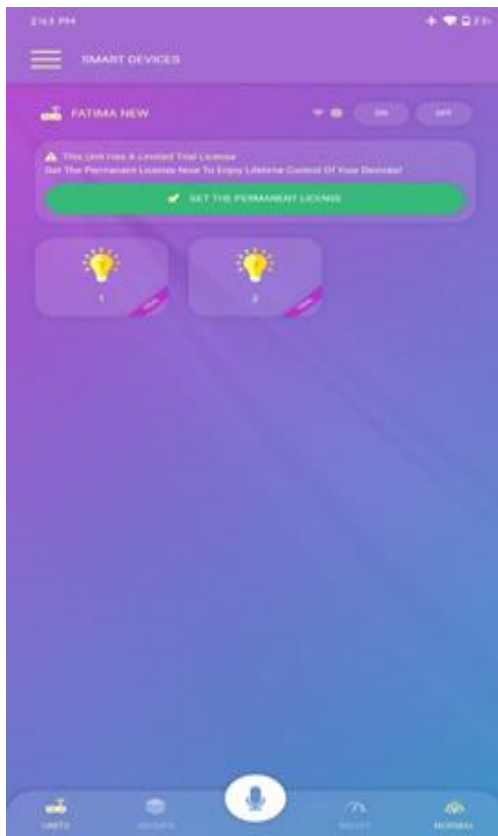 SMART DEVICES
FATIMA NEW
ON
OFF
This Unit Has A Limited Trial License
Get The Permanent License Now To Enjoy Lifetime Control Of Your Devices!
GET THE PERMANENT LICENSE
1
2
UNITS
NORMAL